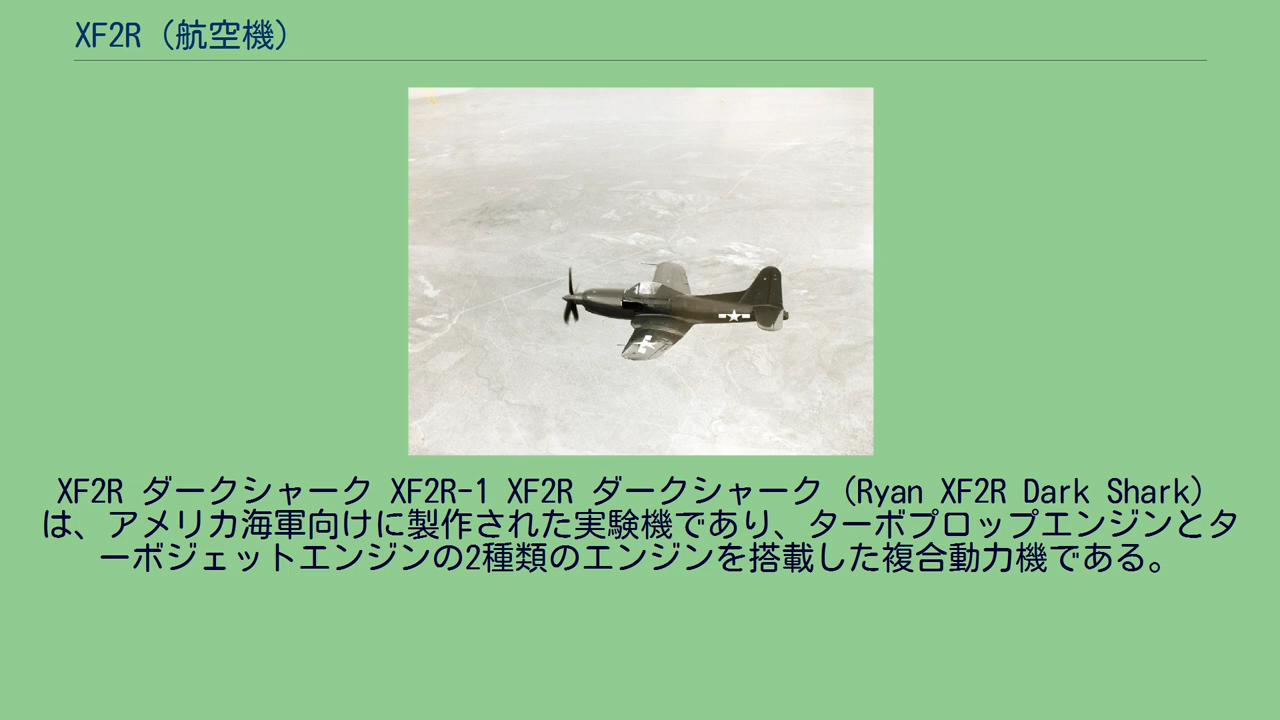 XF2R（航空機）
XF2R ダークシャーク XF2R-1 XF2R ダークシャーク（Ryan XF2R Dark Shark）
は、アメリカ海軍向けに製作された実験機であり、ターボプロップエンジンとタ
ーボジェットエンジンの2種類のエンジンを搭載した複合動力機である。